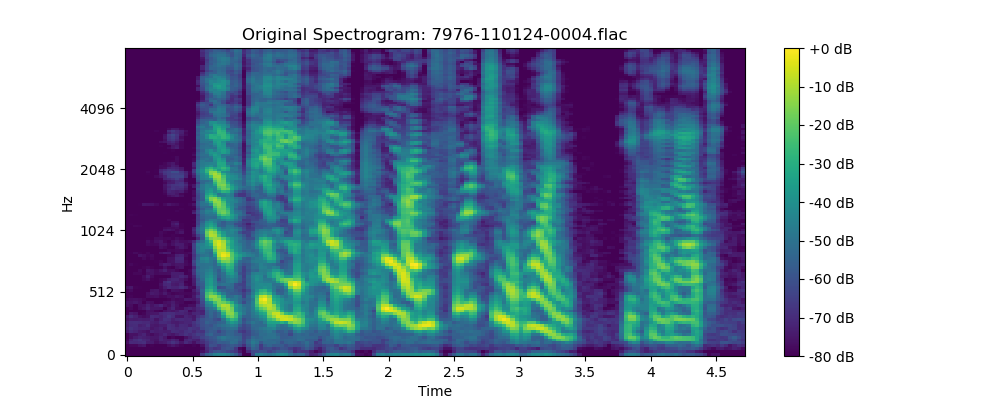 Original Spectrogram: 7976-110124-0004.flac
Hz
4096
2048
1024
512
0
0 0.5 1 1.5 2 2.5 3 3.5 4 4.5
Time
+0 dB
-10 dB
-20 dB
-30 dB
-40 dB
-50 dB
-60 dB
-70 dB
-80 dB